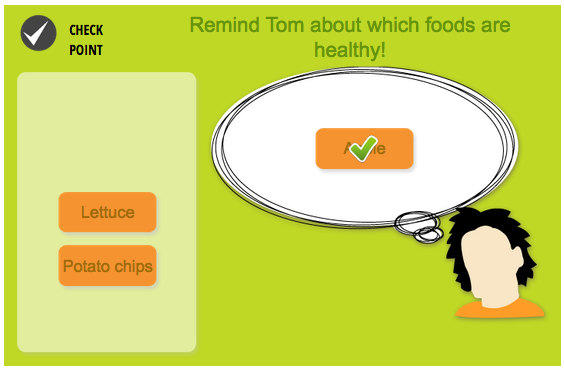 CHECK
POINT
Remind Tom about which foods are
healthy!
Lettuce
Potato chips